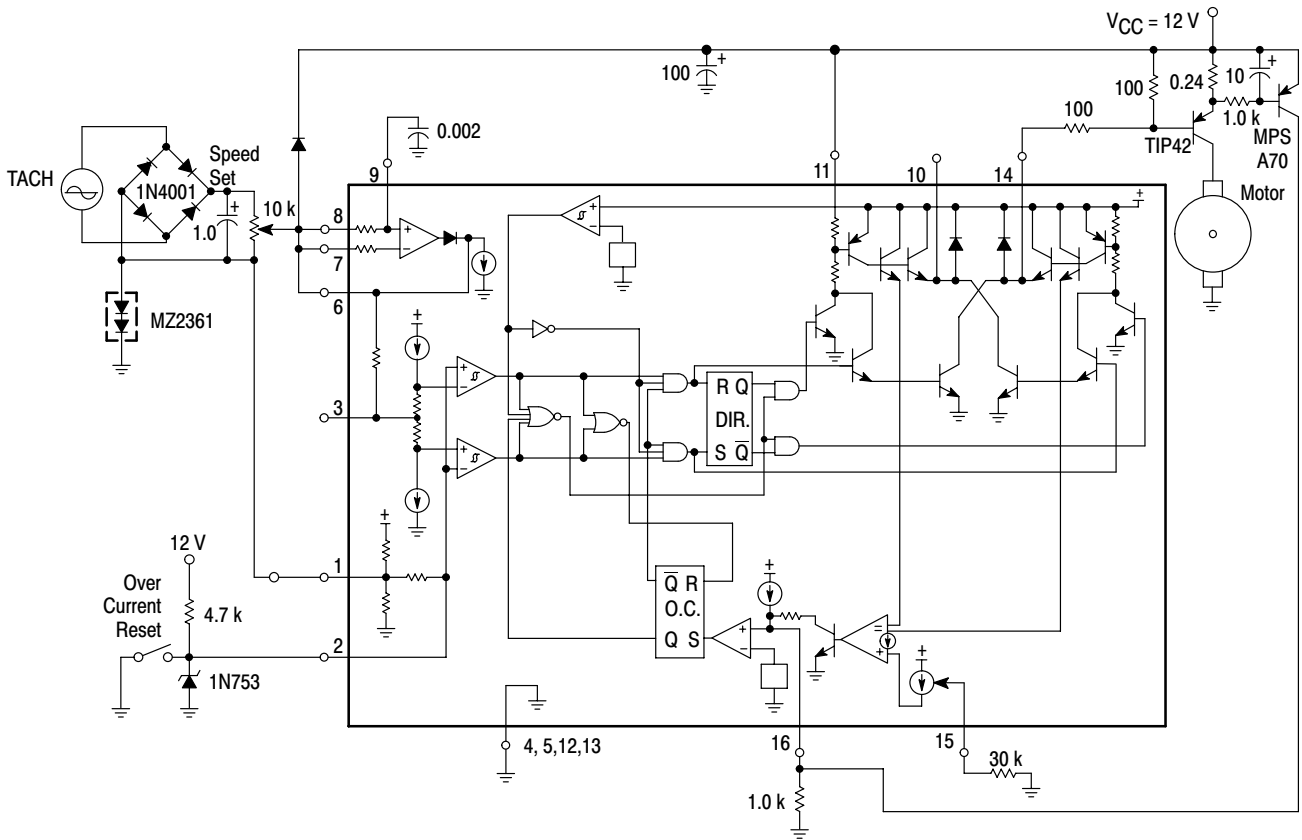 VCC = 12 V
100
+
100
0.24
10
+
1.0 k
100
TIP42
MPS
A70
Motor
0.002
TACH
1N4001
Speed
Set
10 k
1.0
+
MZ2361
9
8
7
6
3
11
10
14
+
-
+
-
+
±
±
+
-
+
-
R Q
DIR.
S Q̅
12 V
Over
Current
Reset
4.7 k
1N753
1
2
±
Q̅ R
O.C.
Q S
±
+
-
=
+
±
4, 5,12,13
16
1.0 k
15
30 k